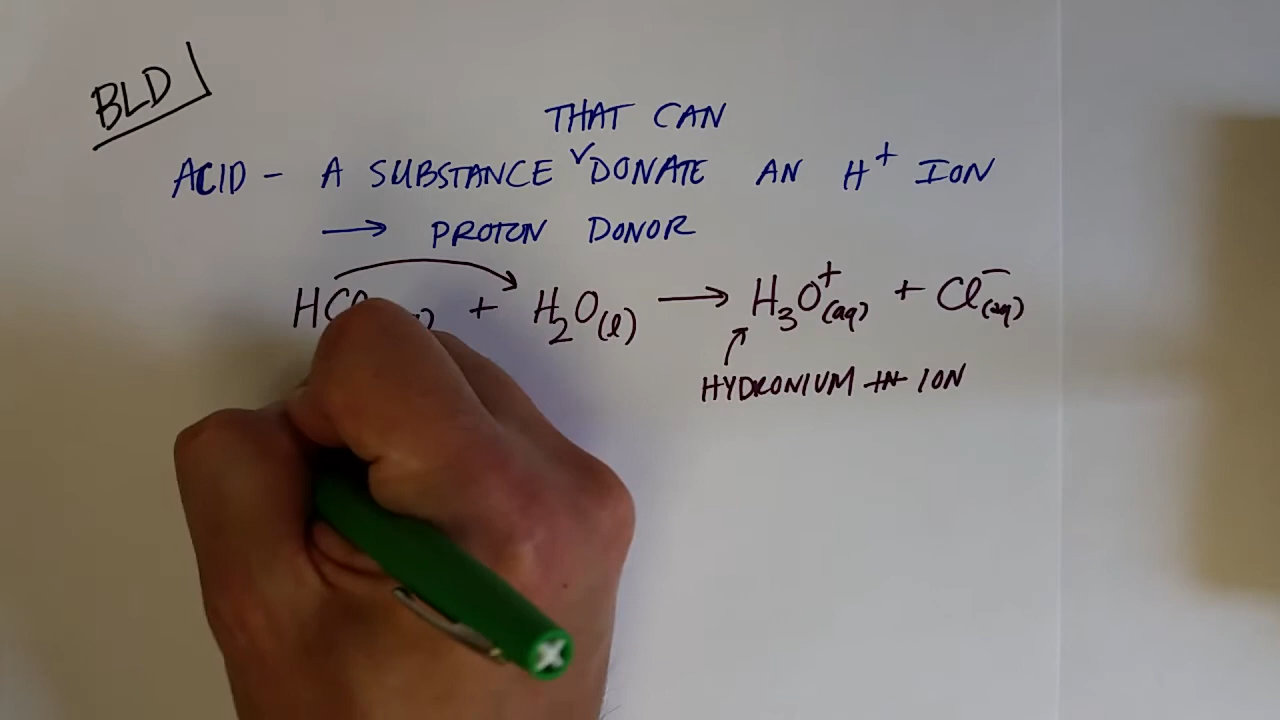 BLD
THAT CAN
ACID - A SUBSTANCE ˅DONATE AN H⁺ ION
→ PROTON DONOR
+ H₂O(l) → H₃O⁺(aq) + Cl⁻(aq)
HYDRONIUM ION